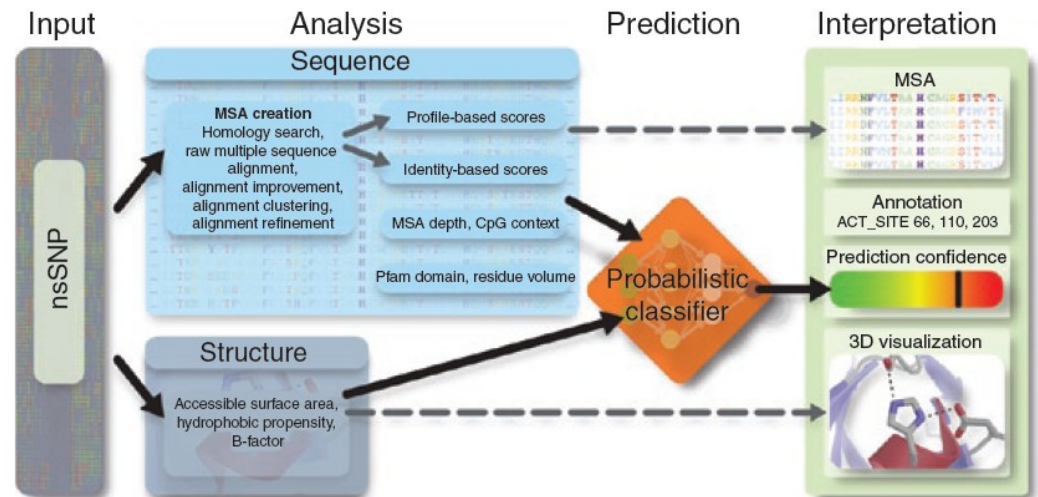 Input
Analysis
Prediction
Interpretation
nsSNP
Sequence
MSA creation
Homology search,
raw multiple sequence
alignment,
alignment improvement,
alignment clustering,
alignment refinement
Profile-based scores
Identity-based scores
MSA depth, CpG context
Pfam domain, residue volume
Structure
Accessible surface area,
hydrophobic propensity,
B-factor
Probabilistic
classifier
MSA
Annotation
ACT_SITE 66, 110, 203
Prediction confidence
3D visualization